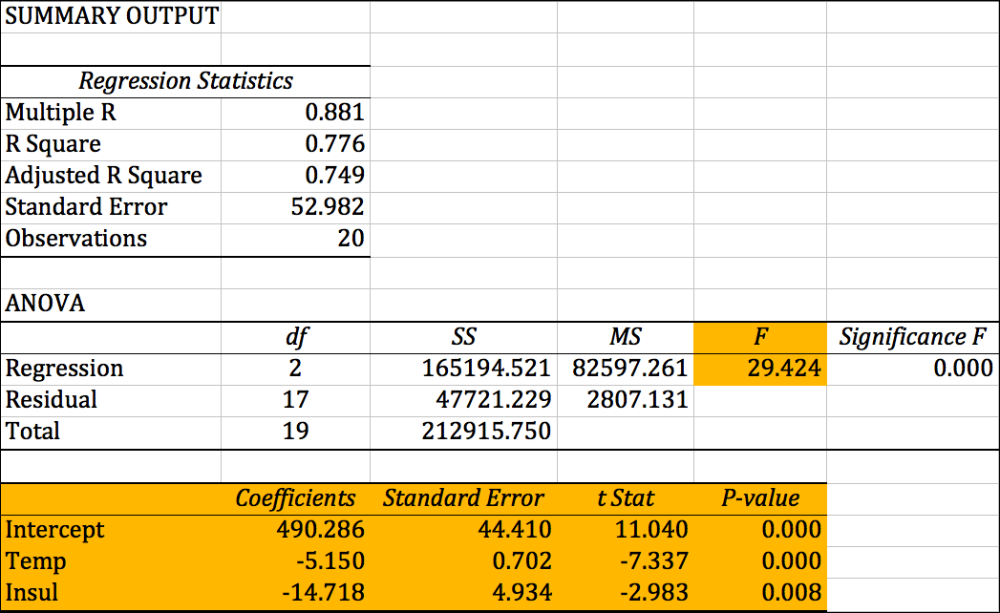 SUMMARY OUTPUT
Regression Statistics
Multiple R 0.881
R Square 0.776
Adjusted R Square 0.749
Standard Error 52.982
Observations 20
ANOVA
df SS MS F Significance F
Regression 2 165194.521 82597.261 29.424 0.000
Residual 17 47721.229 2807.131
Total 19 212915.750
Coefficients Standard Error t Stat P-value
Intercept 490.286 44.410 11.040 0.000
Temp -5.150 0.702 -7.337 0.000
Insul -14.718 4.934 -2.983 0.008